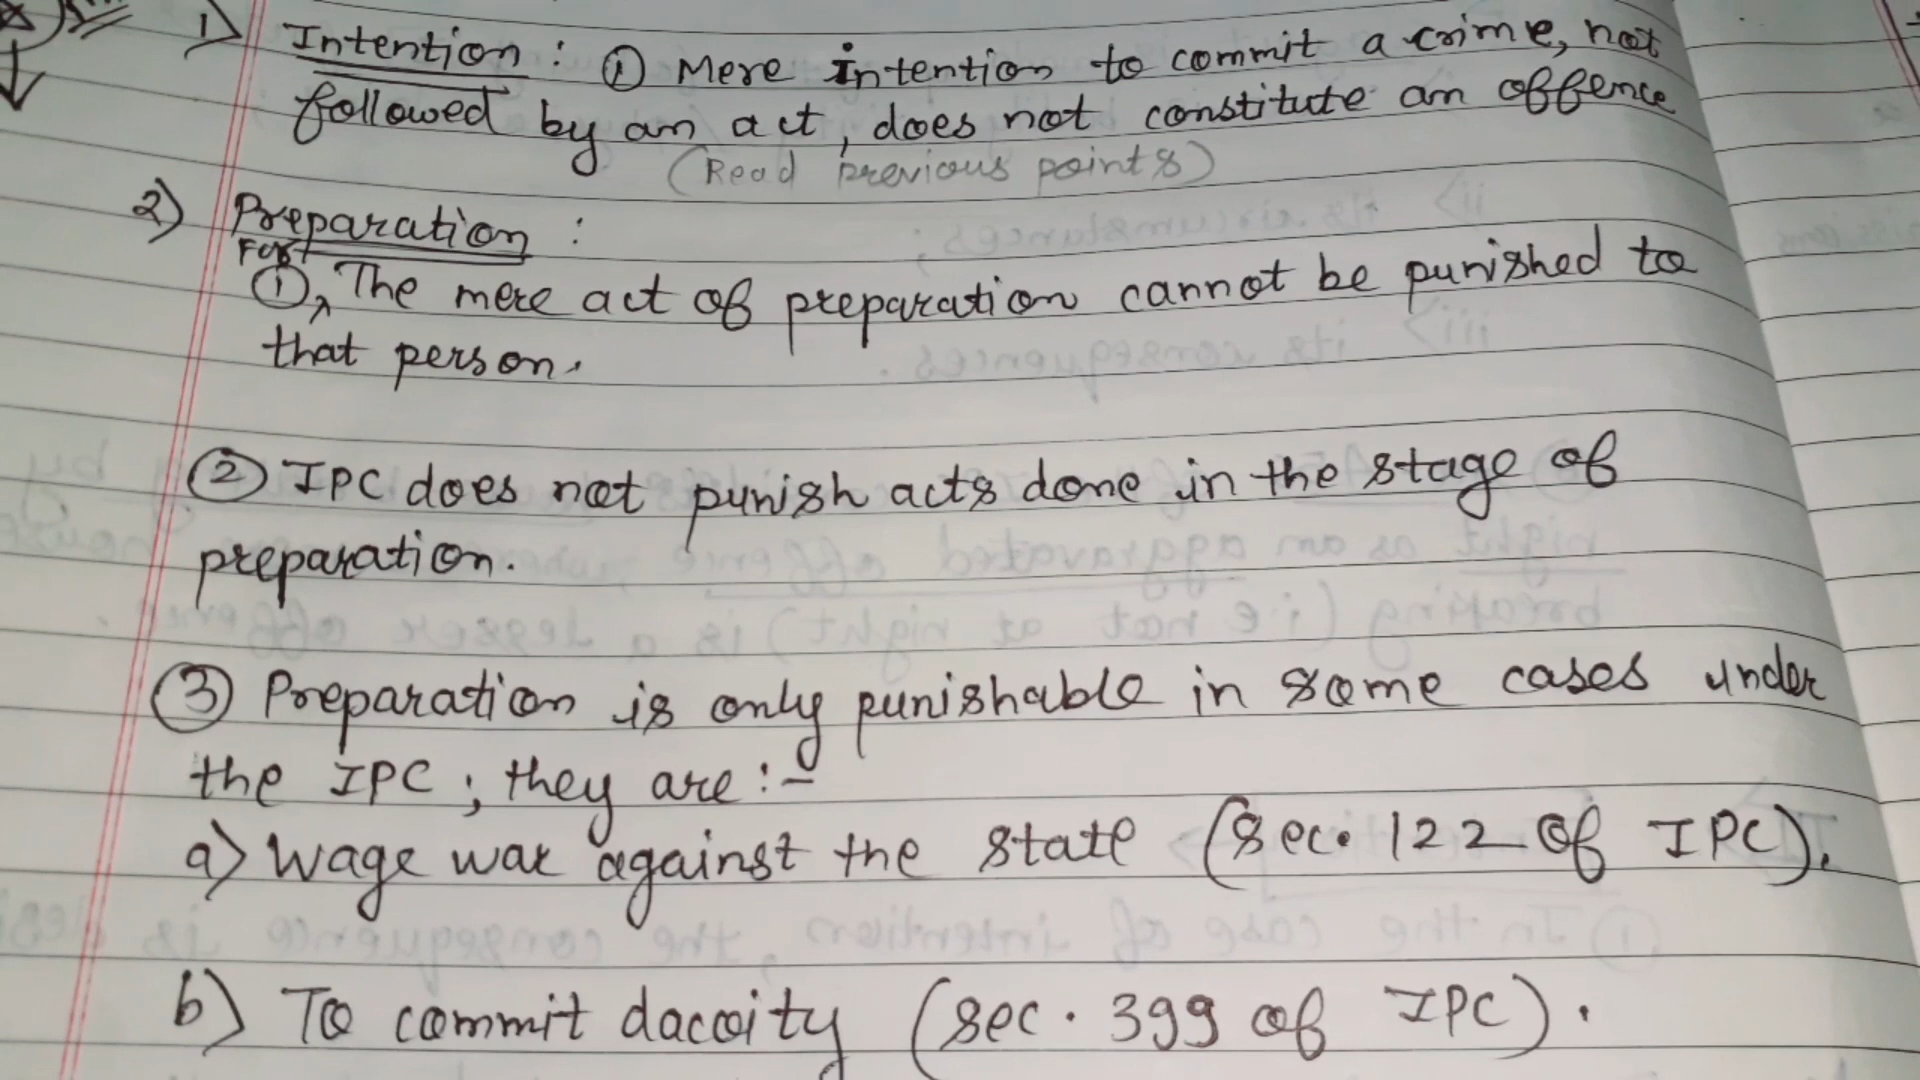 1) Intention : ① Mere Intention to commit a crime, not
followed by an act, does not constitute an offence
(Read previous points)
2) Preparation :
For
① The mere act of preparation cannot be punished to
that person.
② IPC does not punish acts done in the stage of
preparation.
③ Preparation is only punishable in some cases under
the IPC ; they are :-
a) Wage war against the state (sec. 122 of IPC).
b) To commit dacoity (sec. 399 of IPC).